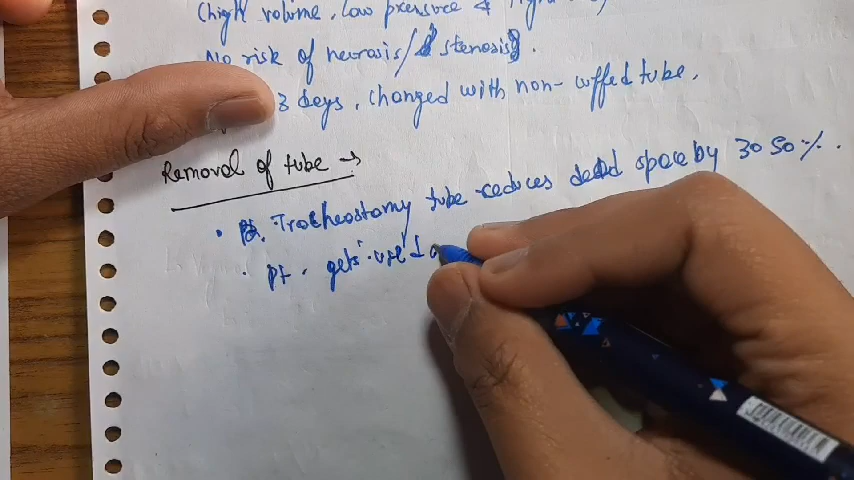 (high volume, low pressure &
No risk of necrosis/ stenosis).
3 days, changed with non-cuffed tube.
Removal of tube →
• Tracheostomy tube reduces dead space by 30 50%.
• pt. gets used